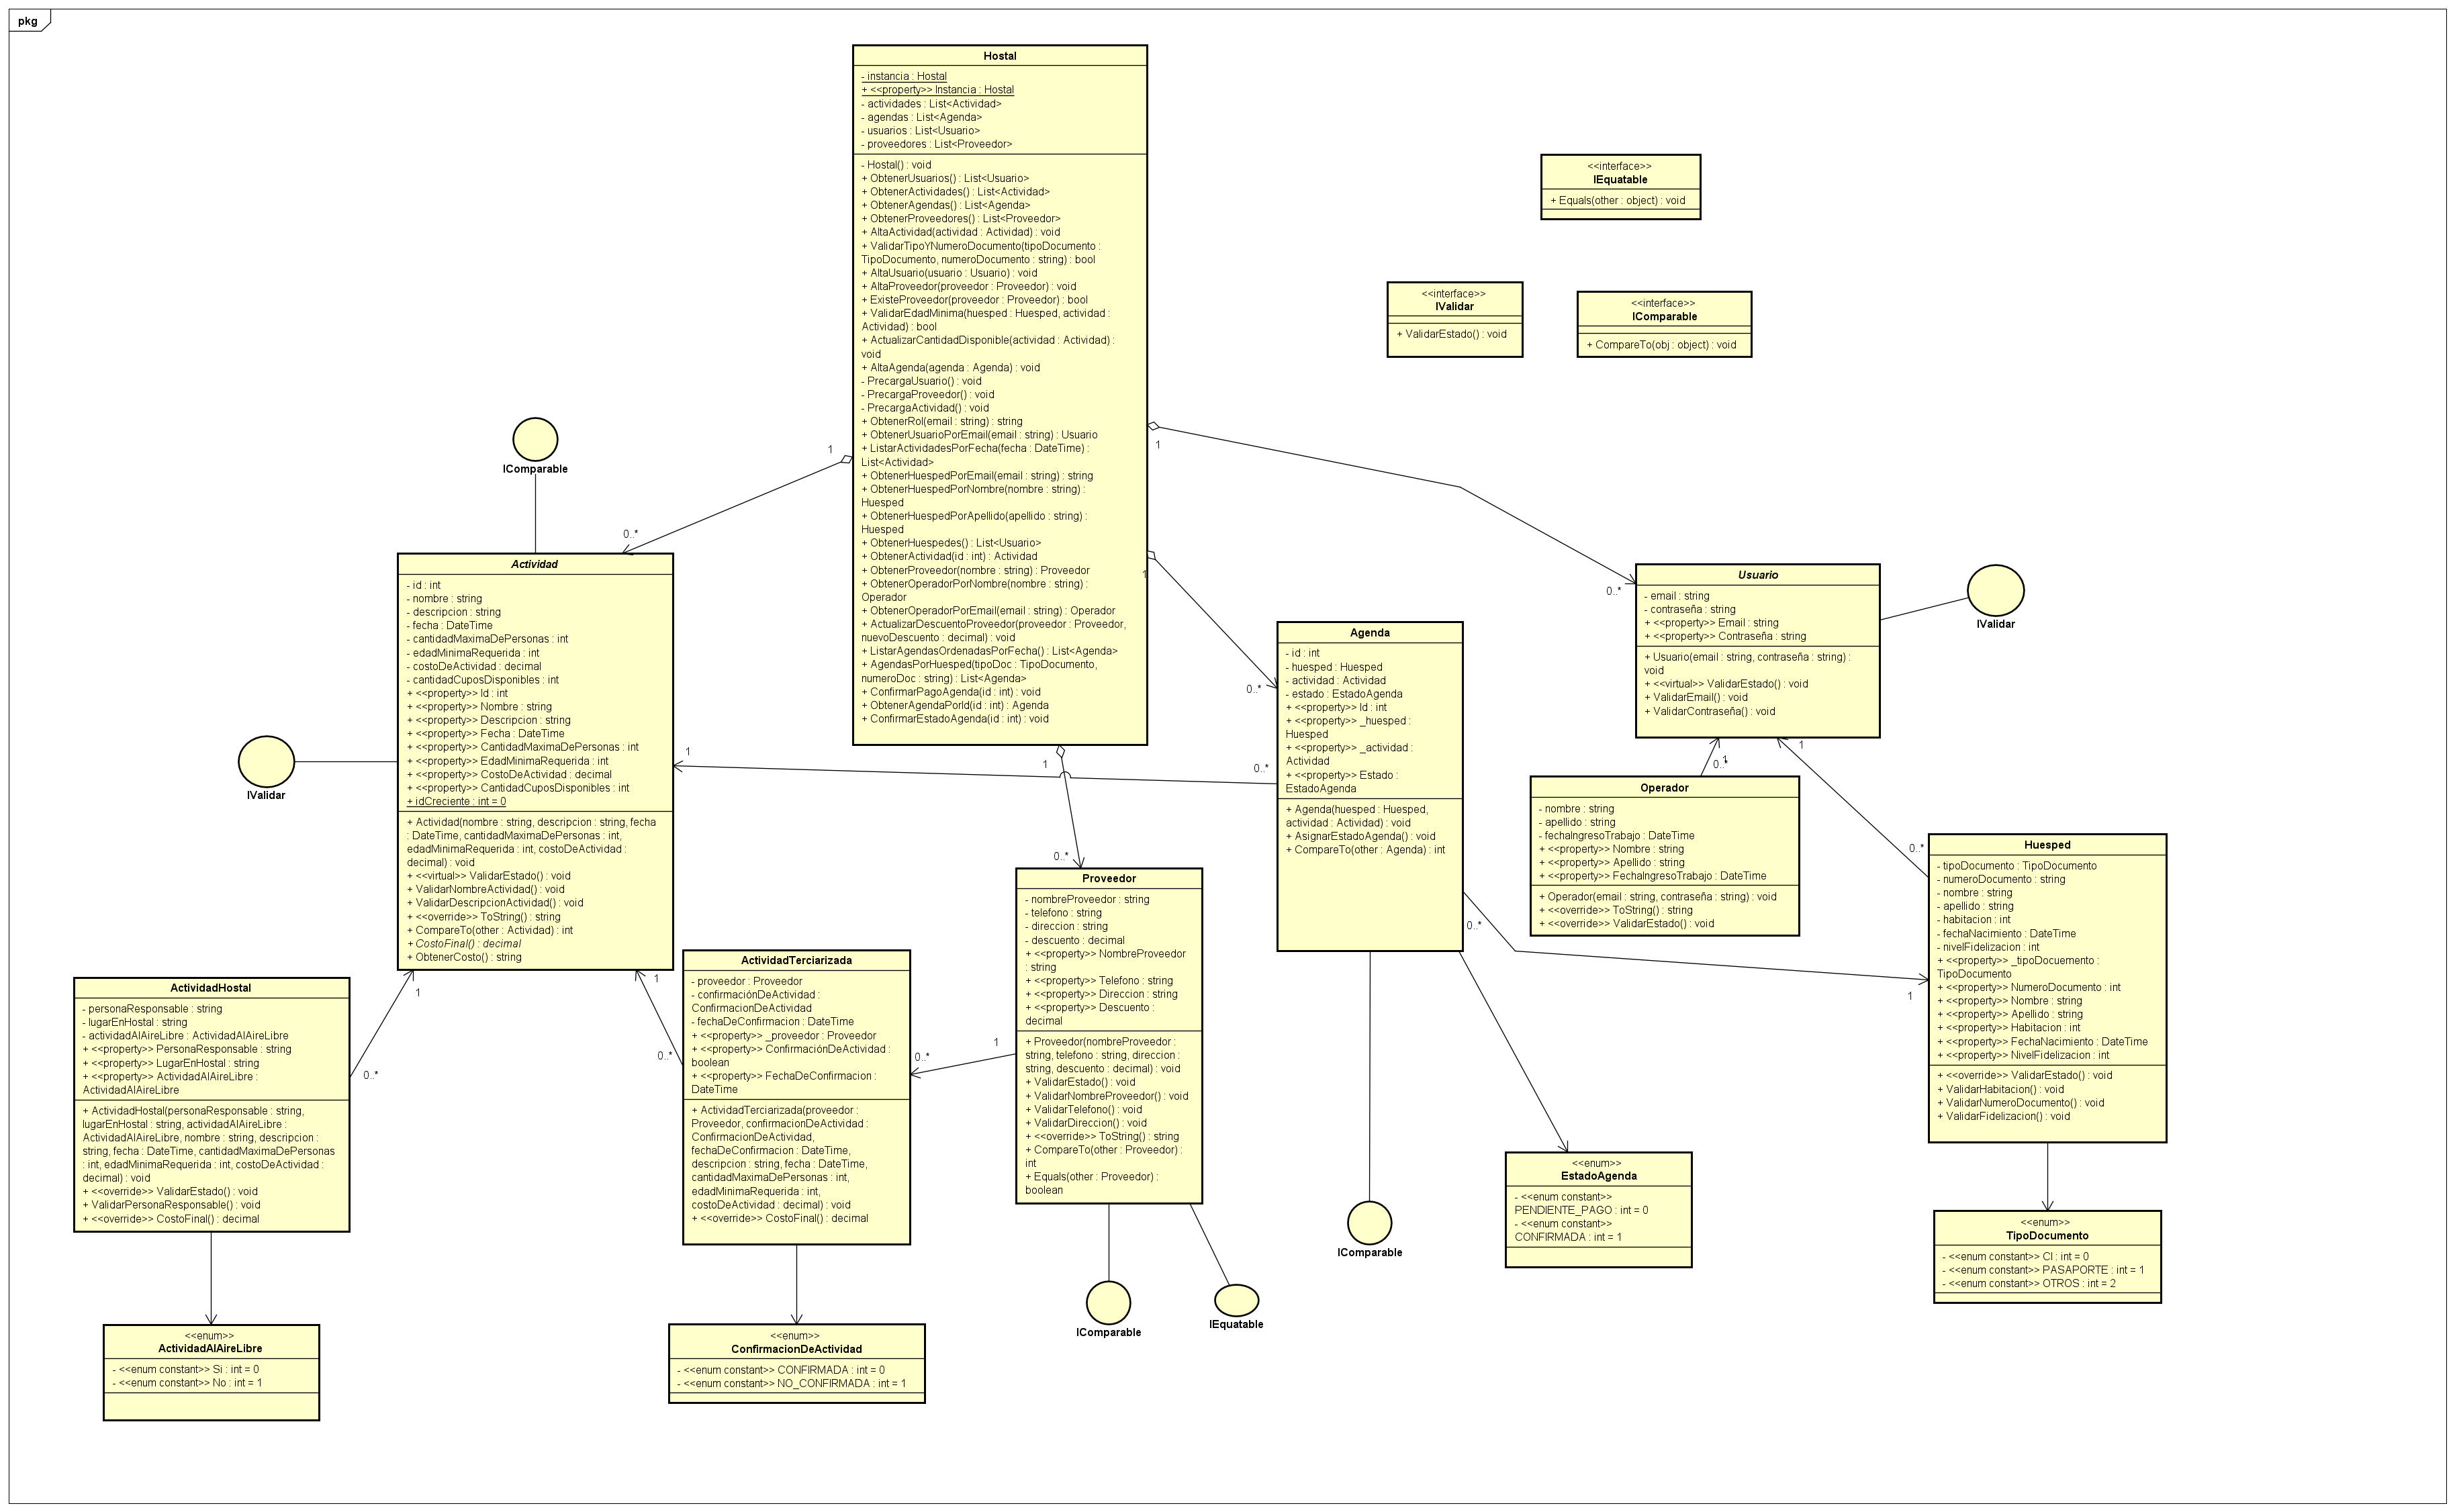 pkg
Hostal
- instancia : Hostal
+ <<property>> Instancia : Hostal
- actividades : List<Actividad>
- agendas : List<Agenda>
- usuarios : List<Usuario>
- proveedores : List<Proveedor>
- Hostal() : void
+ ObtenerUsuarios() : List<Usuario>
+ ObtenerActividades() : List<Actividad>
+ ObtenerAgendas() : List<Agenda>
+ ObtenerProveedores() : List<Proveedor>
+ AltaActividad(actividad : Actividad) : void
+ ValidarTipoYNumeroDocumento(tipoDocumento :
TipoDocumento, numeroDocumento : string) : bool
+ AltaUsuario(usuario : Usuario) : void
+ AltaProveedor(proveedor : Proveedor) : void
+ ExisteProveedor(proveedor : Proveedor) : bool
+ ValidarEdadMinima(huesped : Huesped, actividad :
Actividad) : bool
+ ActualizarCantidadDisponible(actividad : Actividad) :
void
+ AltaAgenda(agenda : Agenda) : void
- PrecargaUsuario() : void
- PrecargaProveedor() : void
- PrecargaActividad() : void
+ ObtenerRol(email : string) : string
+ ObtenerUsuarioPorEmail(email : string) : Usuario
+ ListarActividadesPorFecha(fecha : DateTime) :
List<Actividad>
+ ObtenerHuespedPorEmail(email : string) : string
+ ObtenerHuespedPorNombre(nombre : string) :
Huesped
+ ObtenerHuespedPorApellido(apellido : string) :
Huesped
+ ObtenerHuespedes() : List<Usuario>
+ ObtenerActividad(id : int) : Actividad
+ ObtenerProveedor(nombre : string) : Proveedor
+ ObtenerOperadorPorNombre(nombre : string) :
Operador
+ ObtenerOperadorPorEmail(email : string) : Operador
+ ActualizarDescuentoProveedor(proveedor : Proveedor,
nuevoDescuento : decimal) : void
+ ListarAgendasOrdenadasPorFecha() : List<Agenda>
+ AgendasPorHuesped(tipoDoc : TipoDocumento,
numeroDoc : string) : List<Agenda>
+ ConfirmarPagoAgenda(id : int) : void
+ ObtenerAgendaPorId(id : int) : Agenda
+ ConfirmarEstadoAgenda(id : int) : void
<<interface>>
IEquatable
+ Equals(other : object) : void
<<interface>>
IValidar
+ ValidarEstado() : void
<<interface>>
IComparable
+ CompareTo(obj : object) : void
IComparable
1
0..*
1
0..*
1
0..*
1
0..*
Actividad
- id : int
- nombre : string
- descripcion : string
- fecha : DateTime
- cantidadMaximaDePersonas : int
- edadMinimaRequerida : int
- costoDeActividad : decimal
- cantidadCuposDisponibles : int
+ <<property>> Id : int
+ <<property>> Nombre : string
+ <<property>> Descripcion : string
+ <<property>> Fecha : DateTime
+ <<property>> CantidadMaximaDePersonas : int
+ <<property>> EdadMinimaRequerida : int
+ <<property>> CostoDeActividad : decimal
+ <<property>> CantidadCuposDisponibles : int
+ idCreciente : int = 0
+ Actividad(nombre : string, descripcion : string, fecha
: DateTime, cantidadMaximaDePersonas : int,
edadMinimaRequerida : int, costoDeActividad :
decimal) : void
+ <<virtual>> ValidarEstado() : void
+ ValidarNombreActividad() : void
+ ValidarDescripcionActividad() : void
+ <<override>> ToString() : string
+ CompareTo(other : Actividad) : int
+ CostoFinal() : decimal
+ ObtenerCosto() : string
IValidar
1
0..*
Agenda
- id : int
- huesped : Huesped
- actividad : Actividad
- estado : EstadoAgenda
+ <<property>> Id : int
+ <<property>> _huesped :
Huesped
+ <<property>> _actividad :
Actividad
+ <<property>> Estado :
EstadoAgenda
+ Agenda(huesped : Huesped,
actividad : Actividad) : void
+ AsignarEstadoAgenda() : void
+ CompareTo(other : Agenda) : int
Usuario
- email : string
- contraseña : string
+ <<property>> Email : string
+ <<property>> Contraseña : string
+ Usuario(email : string, contraseña : string) :
void
+ <<virtual>> ValidarEstado() : void
+ ValidarEmail() : void
+ ValidarContraseña() : void
IValidar
1
0..*
1
0..*
Operador
- nombre : string
- apellido : string
- fechaIngresoTrabajo : DateTime
+ <<property>> Nombre : string
+ <<property>> Apellido : string
+ <<property>> FechaIngresoTrabajo : DateTime
+ Operador(email : string, contraseña : string) : void
+ <<override>> ToString() : string
+ <<override>> ValidarEstado() : void
Huesped
- tipoDocumento : TipoDocumento
- numeroDocumento : string
- nombre : string
- apellido : string
- habitacion : int
- fechaNacimiento : DateTime
- nivelFidelizacion : int
+ <<property>> _tipoDocuemento :
TipoDocumento
+ <<property>> NumeroDocumento : int
+ <<property>> Nombre : string
+ <<property>> Apellido : string
+ <<property>> Habitacion : int
+ <<property>> FechaNacimiento : DateTime
+ <<property>> NivelFidelizacion : int
+ <<override>> ValidarEstado() : void
+ ValidarHabitacion() : void
+ ValidarNumeroDocumento() : void
+ ValidarFidelizacion() : void
0..*
1
ActividadHostal
- personaResponsable : string
- lugarEnHostal : string
- actividadAlAireLibre : ActividadAlAireLibre
+ <<property>> PersonaResponsable : string
+ <<property>> LugarEnHostal : string
+ <<property>> ActividadAlAireLibre :
ActividadAlAireLibre
+ ActividadHostal(personaResponsable : string,
lugarEnHostal : string, actividadAlAireLibre :
ActividadAlAireLibre, nombre : string, descripcion :
string, fecha : DateTime, cantidadMaximaDePersonas
: int, edadMinimaRequerida : int, costoDeActividad :
decimal) : void
+ <<override>> ValidarEstado() : void
+ ValidarPersonaResponsable() : void
+ <<override>> CostoFinal() : decimal
1
0..*
ActividadTerciarizada
- proveedor : Proveedor
- confirmaciónDeActividad :
ConfirmacionDeActividad
- fechaDeConfirmacion : DateTime
+ <<property>> _proveedor : Proveedor
+ <<property>> ConfirmaciónDeActividad :
boolean
+ <<property>> FechaDeConfirmacion :
DateTime
+ ActividadTerciarizada(proveedor :
Proveedor, confirmacionDeActividad :
ConfirmacionDeActividad,
fechaDeConfirmacion : DateTime,
descripcion : string, fecha : DateTime,
cantidadMaximaDePersonas : int,
edadMinimaRequerida : int,
costoDeActividad : decimal) : void
+ <<override>> CostoFinal() : decimal
1
0..*
0..*
1
Proveedor
- nombreProveedor : string
- telefono : string
- direccion : string
- descuento : decimal
+ <<property>> NombreProveedor
: string
+ <<property>> Telefono : string
+ <<property>> Direccion : string
+ <<property>> Descuento :
decimal
+ Proveedor(nombreProveedor :
string, telefono : string, direccion :
string, descuento : decimal) : void
+ ValidarEstado() : void
+ ValidarNombreProveedor() : void
+ ValidarTelefono() : void
+ ValidarDireccion() : void
+ <<override>> ToString() : string
+ CompareTo(other : Proveedor) :
int
+ Equals(other : Proveedor) :
boolean
IComparable
IEquatable
IComparable
<<enum>>
EstadoAgenda
- <<enum constant>>
PENDIENTE_PAGO : int = 0
- <<enum constant>>
CONFIRMADA : int = 1
<<enum>>
TipoDocumento
- <<enum constant>> CI : int = 0
- <<enum constant>> PASAPORTE : int = 1
- <<enum constant>> OTROS : int = 2
<<enum>>
ActividadAlAireLibre
- <<enum constant>> Si : int = 0
- <<enum constant>> No : int = 1
<<enum>>
ConfirmacionDeActividad
- <<enum constant>> CONFIRMADA : int = 0
- <<enum constant>> NO_CONFIRMADA : int = 1